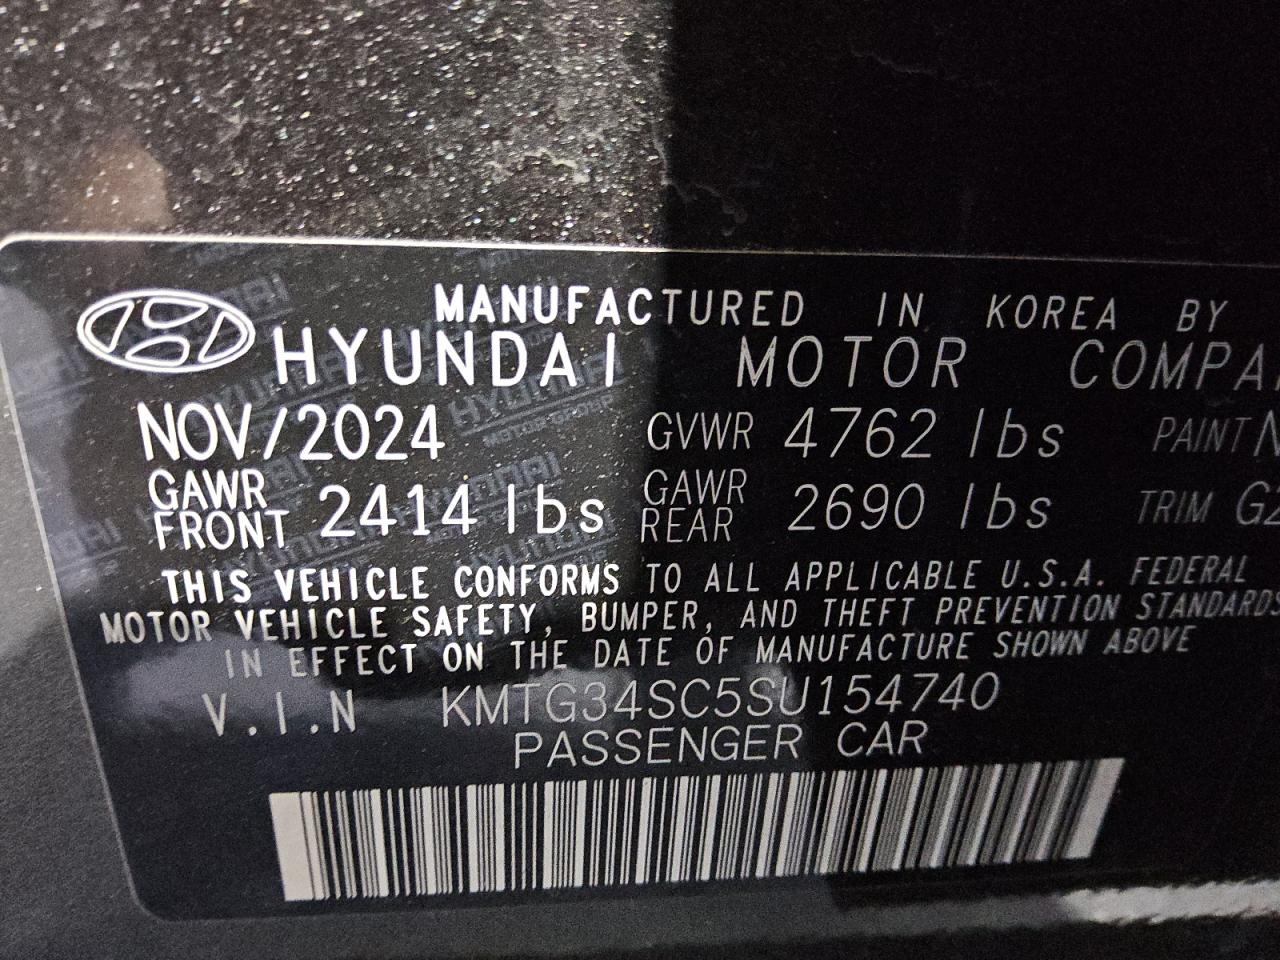 MANUFACTURED IN KOREA BY
HYUNDAI MOTOR
NOV/2024 GVWR 4762 lbs PAINT
GAWR FRONT 2414 lbs GAWR REAR 2690 lbs TRIM
THIS VEHICLE CONFORMS TO ALL APPLICABLE U.S.A. FEDERAL
MOTOR VEHICLE SAFETY, BUMPER, AND THEFT PREVENTION STANDARDS
IN EFFECT ON THE DATE OF MANUFACTURE SHOWN ABOVE
V.I.N KMTG34SC5SU154740
PASSENGER CAR